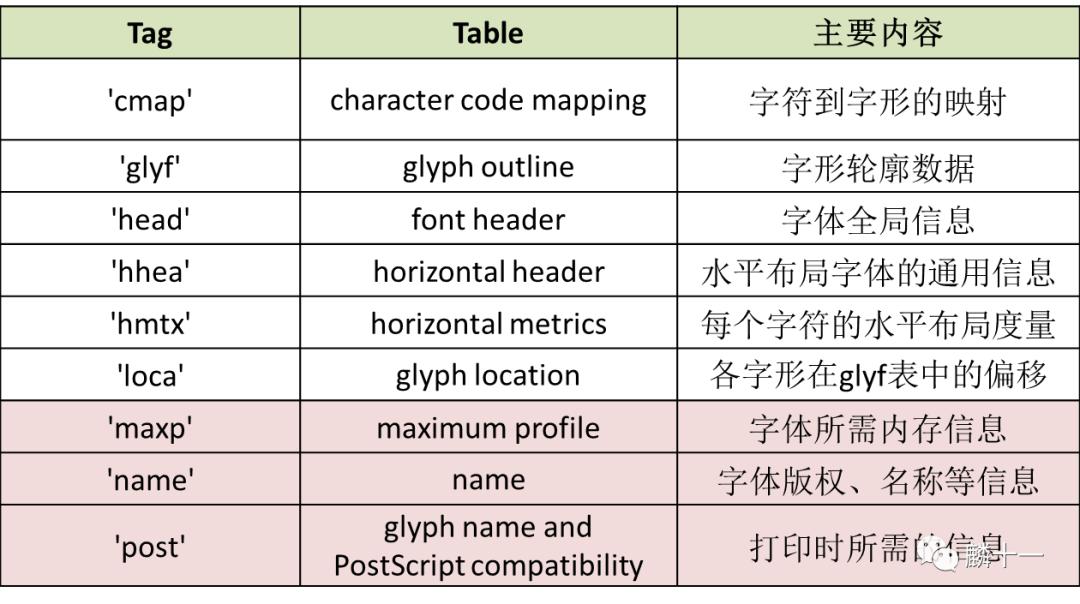 Tag Table 主要内容
'cmap' character code mapping 字符到字形的映射
'glyf' glyph outline 字形轮廓数据
'head' font header 字体全局信息
'hhea' horizontal header 水平布局字体的通用信息
'hmtx' horizontal metrics 每个字符的水平布局度量
'loca' glyph location 各字形在glyf表中的偏移
'maxp' maximum profile 字体所需内存信息
'name' name 字体版权、名称等信息
'post' glyph name and
PostScript compatibility 打印时所需的信息
麟十一